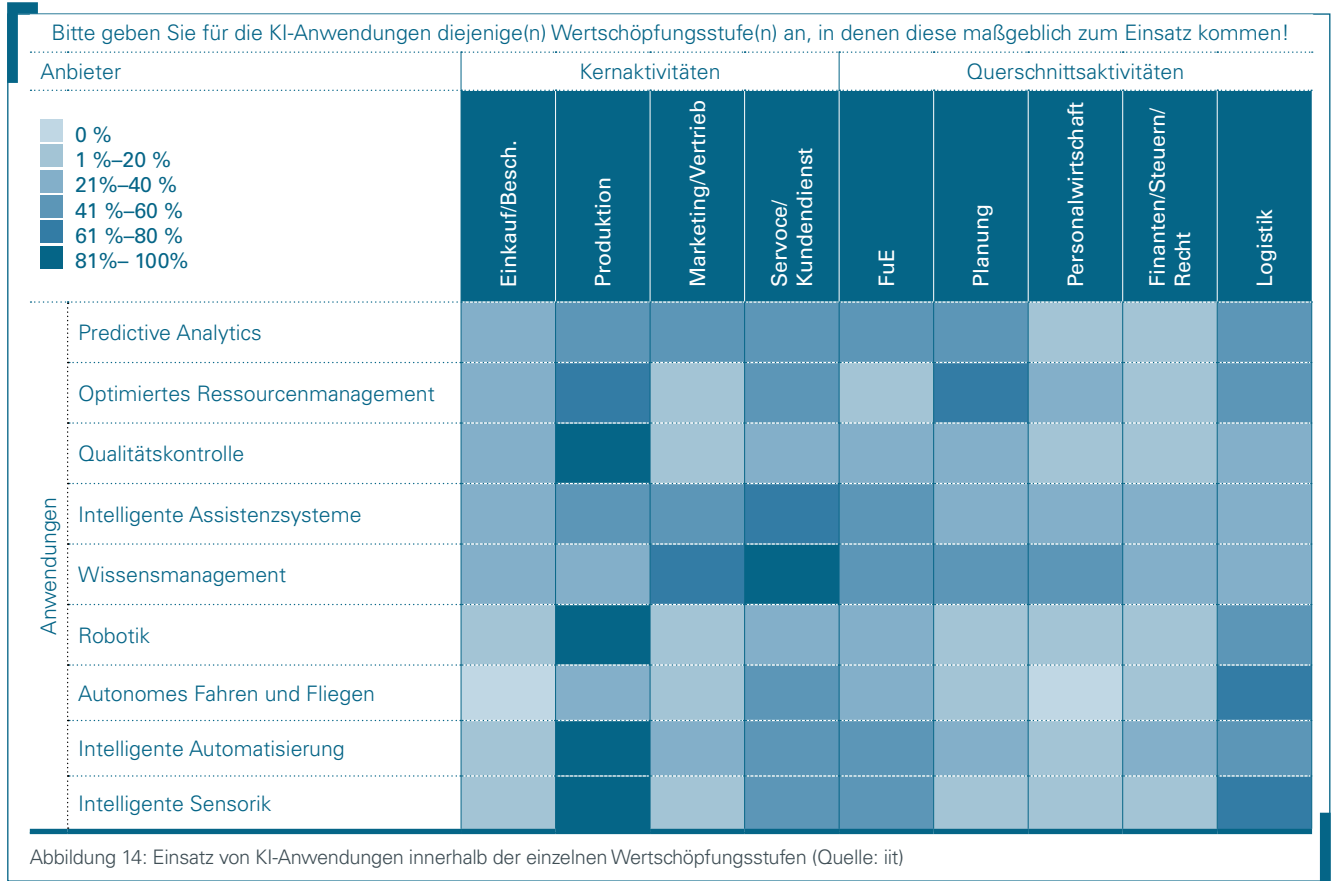 Bitte geben Sie für die KI-Anwendungen diejenige(n) Wertschöpfungsstufe(n) an, in denen diese maßgeblich zum Einsatz kommen!
Anbieter
Kernaktivitäten
Querschnittsaktivitäten
0 %
1 %–20 %
21%–40 %
41 %–60 %
61 %–80 %
81%– 100%
Einkauf/Besch.
Produktion
Marketing/Vertrieb
Servoce/
Kundendienst
FuE
Planung
Personalwirtschaft
Finanten/Steuern/
Recht
Logistik
Anwendungen
Predictive Analytics
Optimiertes Ressourcenmanagement
Qualitätskontrolle
Intelligente Assistenzsysteme
Wissensmanagement
Robotik
Autonomes Fahren und Fliegen
Intelligente Automatisierung
Intelligente Sensorik
Abbildung 14: Einsatz von KI-Anwendungen innerhalb der einzelnen Wertschöpfungsstufen (Quelle: iit)